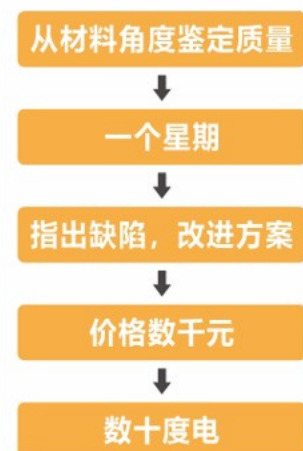 从材料角度鉴定质量
一个星期
指出缺陷，改进方案
价格数千元
数十度电